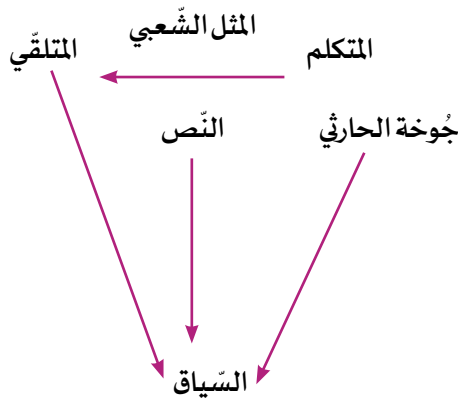 المتكلم
المثل الشّعبي
المتلقّي
جُوخة الحارثي
النّص
السّياق